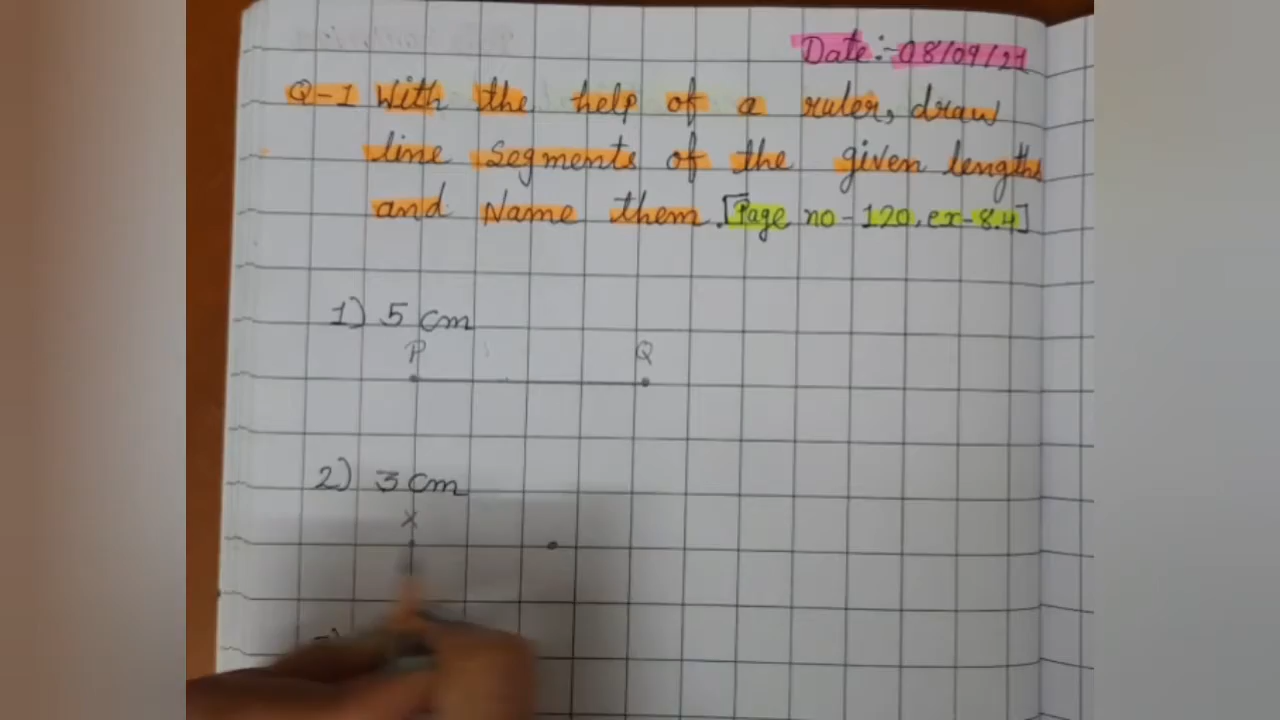 Date:-08/09/21
Q-1 With the help of a ruler, draw
line segments of the given lengths
and Name them. [Page no-120, ex-8.4]
1) 5 cm
P Q
2) 3 cm
X